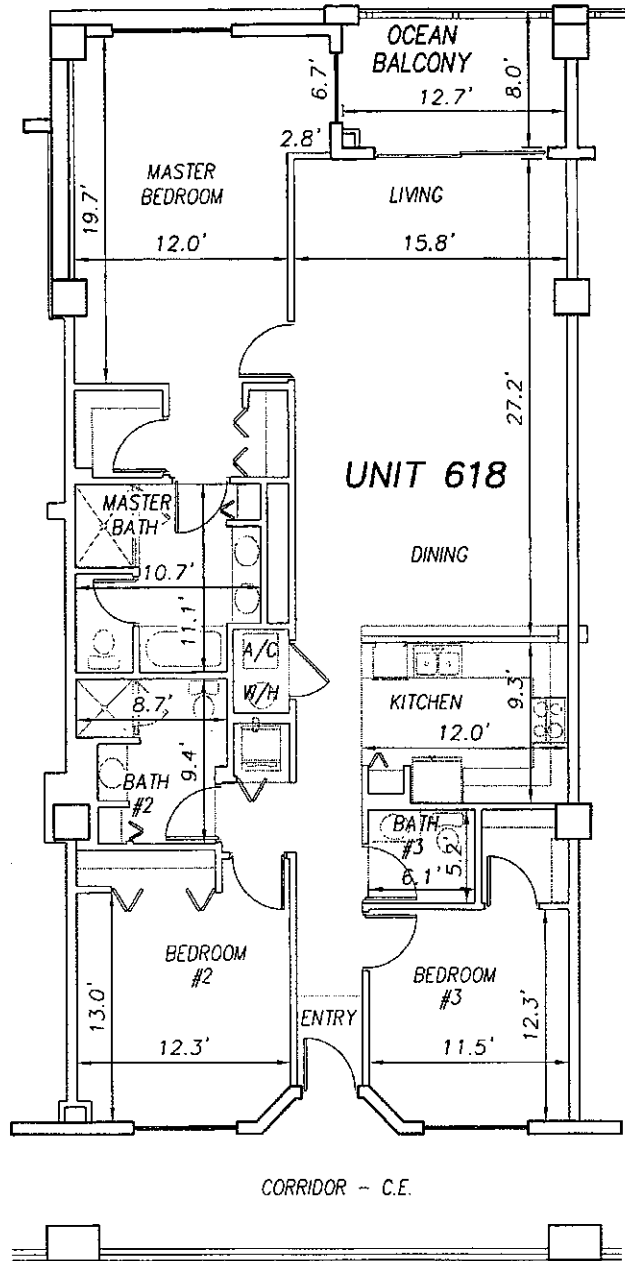 OCEAN
BALCONY
12.7'
8.0'
6.7'
2.8'
MASTER
BEDROOM
19.7'
12.0'
LIVING
15.8'
27.2'
UNIT 618
MASTER
BATH
10.7'
11.1'
DINING
A/C
W/H
KITCHEN
9.3'
12.0'
8.7'
9.4'
BATH
#2
BATH
#3
5.2'
6.1'
BEDROOM
#2
13.0'
12.3'
ENTRY
BEDROOM
#3
12.3'
11.5'
CORRIDOR - C.E.